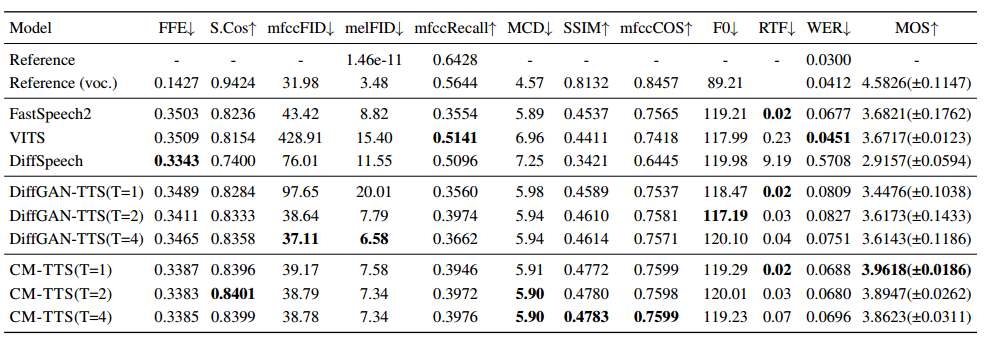 Model FFE↓ S.Cos↑ mfccFID↓ melFID↓ mfccRecall↑ MCD↓ SSIM↑ mfccCOS↑ F0↓ RTF↓ WER↓ MOS↑
Reference - - - 1.46e-11 0.6428 - - - - 0.0300 -
Reference (voc.) 0.1427 0.9424 31.98 3.48 0.5644 4.57 0.8132 0.8457 89.21 0.0412 4.5826(±0.1147)
FastSpeech2 0.3503 0.8236 43.42 8.82 0.3554 5.89 0.4537 0.7565 119.21 0.02 0.0677 3.6821(±0.1762)
VITS 0.3509 0.8154 428.91 15.40 0.5141 6.96 0.4411 0.7418 117.99 0.23 0.0451 3.6717(±0.0123)
DiffSpeech 0.3343 0.7400 76.01 11.55 0.5096 7.25 0.3421 0.6445 119.98 9.19 0.5708 2.9157(±0.0594)
DiffGAN-TTS(T=1) 0.3489 0.8284 97.65 20.01 0.3560 5.98 0.4589 0.7537 118.47 0.02 0.0809 3.4476(±0.1038)
DiffGAN-TTS(T=2) 0.3411 0.8333 38.64 7.79 0.3974 5.94 0.4610 0.7581 117.19 0.03 0.0827 3.6173(±0.1433)
DiffGAN-TTS(T=4) 0.3465 0.8358 37.11 6.58 0.3662 5.93 0.4614 0.7571 120.10 0.04 0.0751 3.6143(±0.1186)
CM-TTS(T=1) 0.3387 0.8396 39.17 7.58 0.3946 5.91 0.4772 0.7599 119.29 0.02 0.0688 3.9618(±0.0186)
CM-TTS(T=2) 0.3383 0.8401 38.79 7.34 0.3972 5.90 0.4780 0.7598 120.01 0.03 0.0680 3.8947(±0.0262)
CM-TTS(T=4) 0.3385 0.8399 38.78 7.34 0.3976 5.90 0.4783 0.7599 119.23 0.07 0.0696 3.8623(±0.0311)